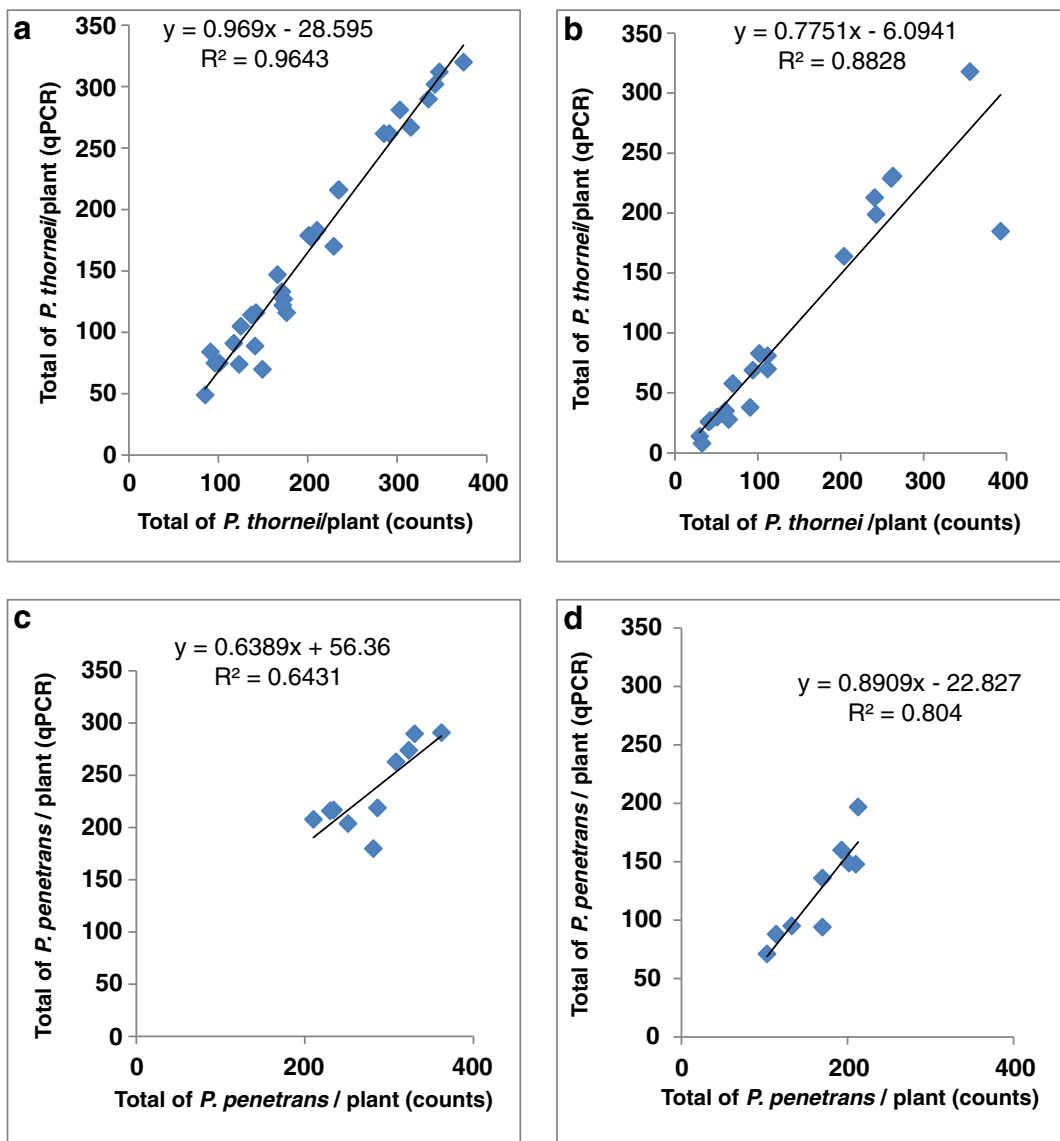 a
y = 0.969x - 28.595
R² = 0.9643
350
300
250
200
150
100
50
0
0 100 200 300 400
Total of P. thornei/plant (qPCR)
Total of P. thornei/plant (counts)
b
y = 0.7751x - 6.0941
R² = 0.8828
350
300
250
200
150
100
50
0
0 100 200 300 400
Total of P. thornei/plant (qPCR)
Total of P. thornei /plant (counts)
c
y = 0.6389x + 56.36
R² = 0.6431
350
300
250
200
150
100
50
0
0 200 400
Total of P. penetrans / plant (qPCR)
Total of P. penetrans / plant (counts)
d
y = 0.8909x - 22.827
R² = 0.804
350
300
250
200
150
100
50
0
0 200 400
Total of P. penetrans / plant (qPCR)
Total of P. penetrans / plant (counts)